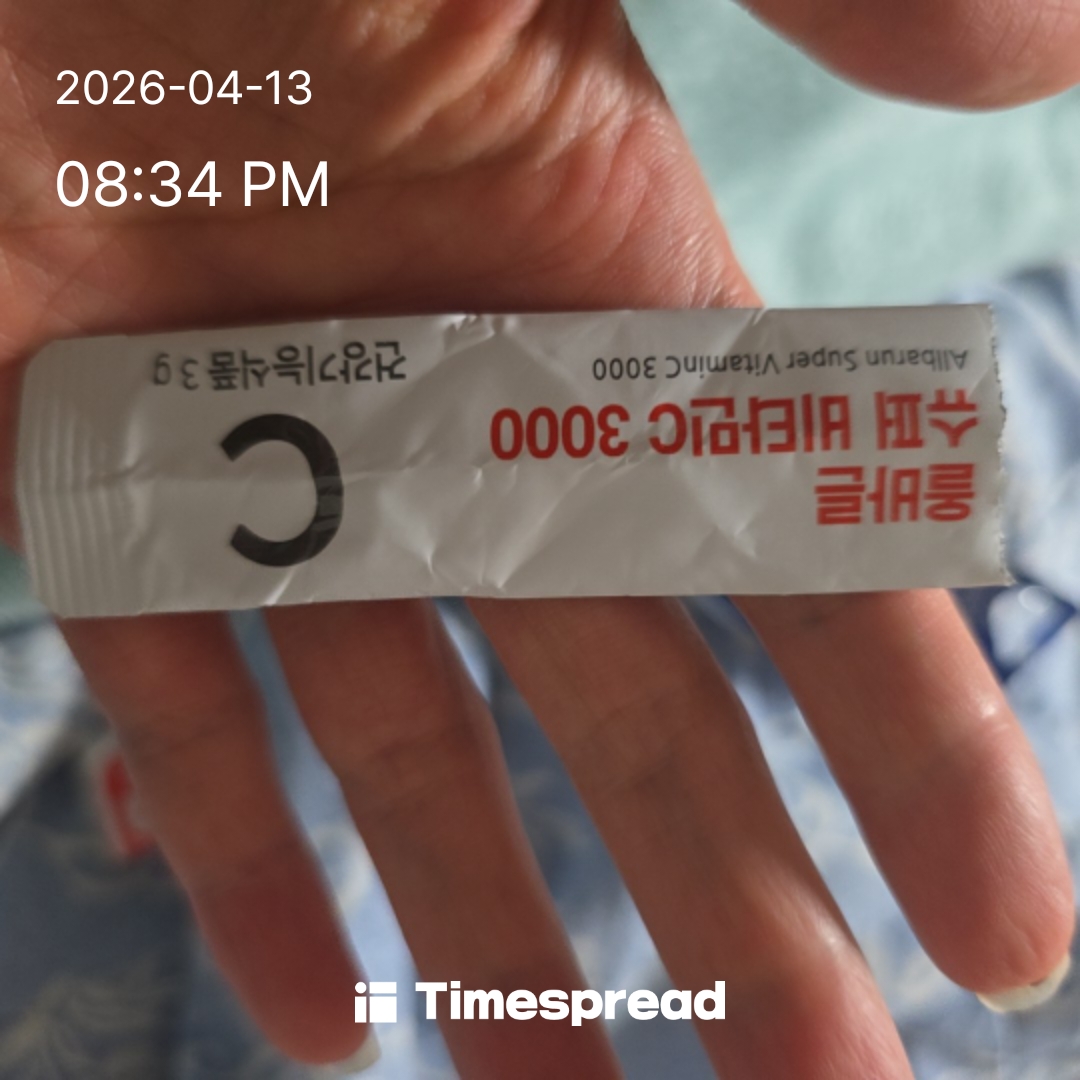 2026-04-13
08:34 PM
올바른
슈퍼 비타민C 3000
Allbarun Super VitaminC 3000
C
건강기능식품 3 g
Timespread